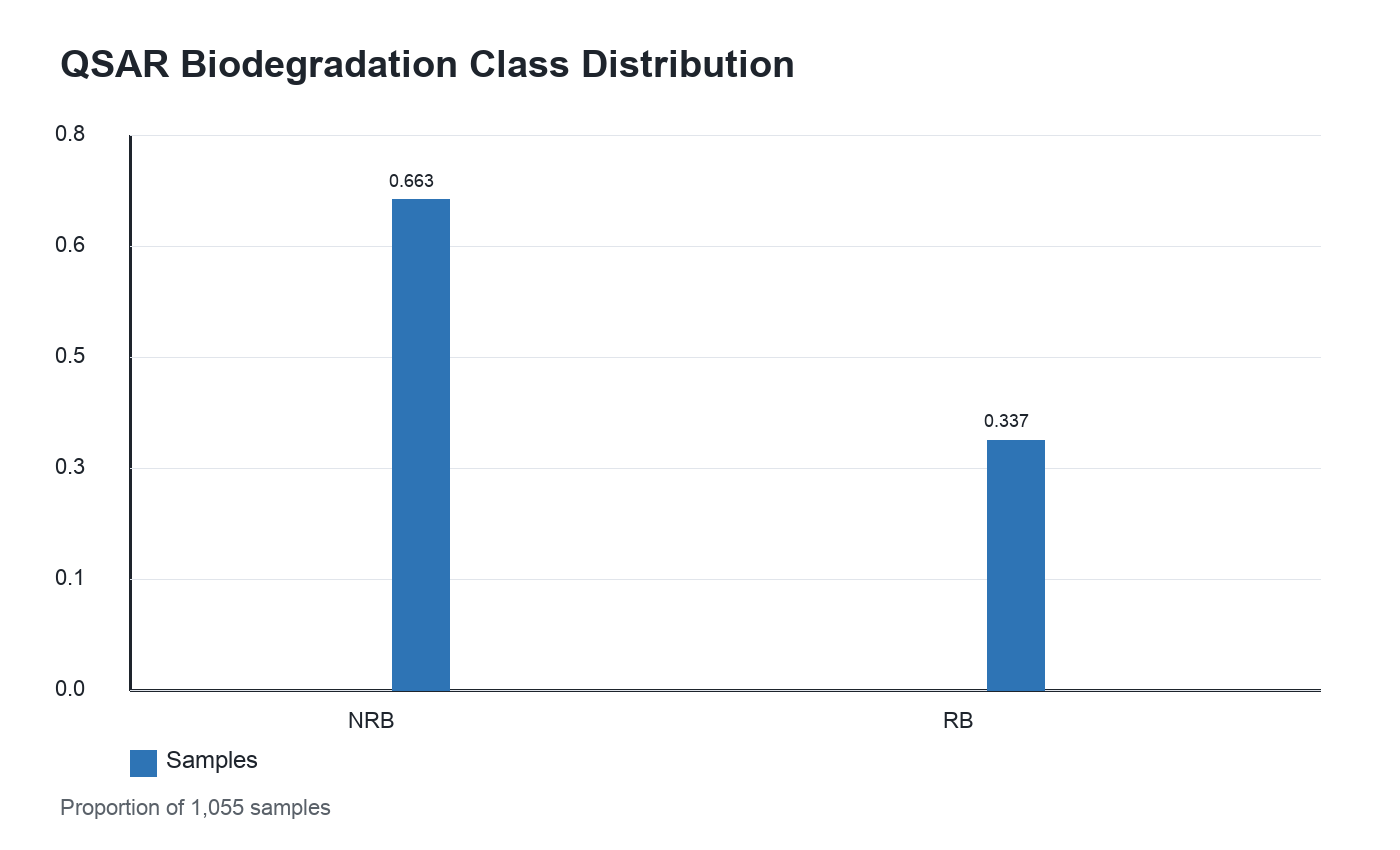 QSAR Biodegradation Class Distribution
0.8
0.663
0.6
0.5
0.337
0.3
0.1
0.0
NRB RB
Samples
Proportion of 1,055 samples